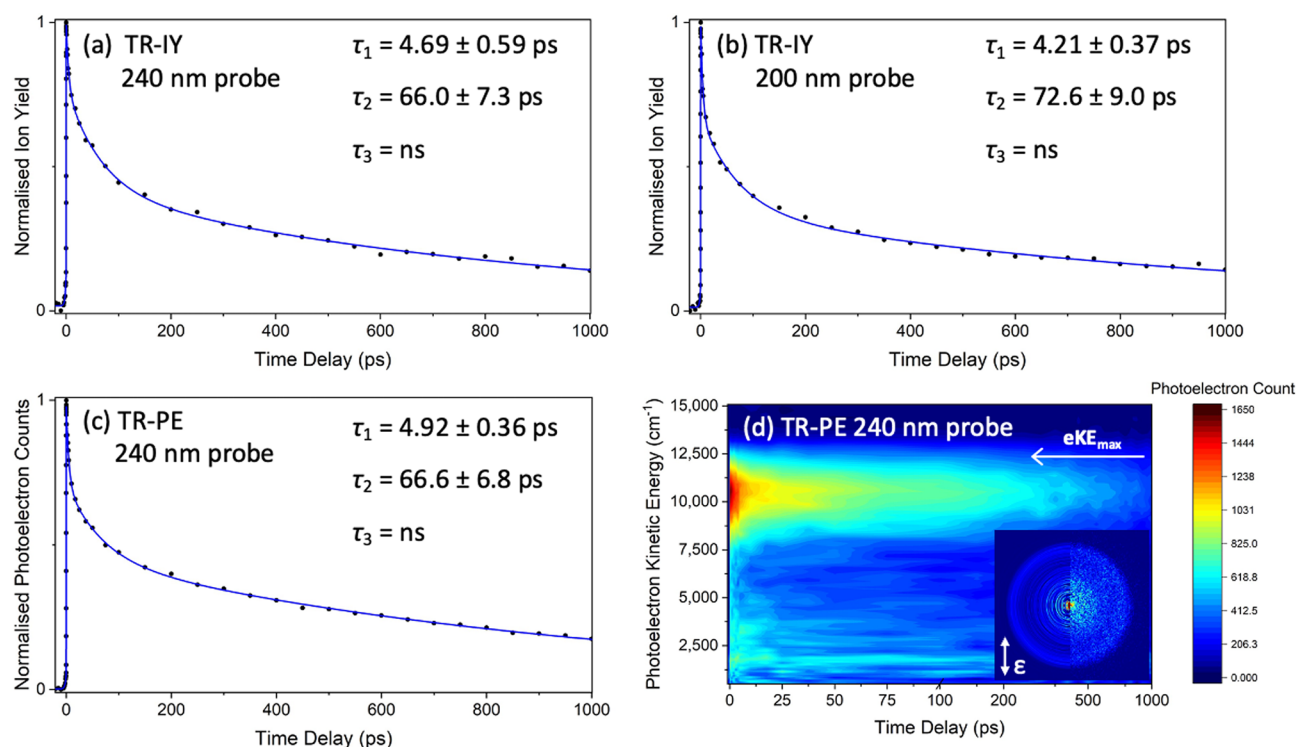 (a) TR-IY
240 nm probe
τ1 = 4.69 ± 0.59 ps
τ2 = 66.0 ± 7.3 ps
τ3 = ns
Normalised Ion Yield
1
0
0 200 400 600 800 1000
Time Delay (ps)
(b) TR-IY
200 nm probe
τ1 = 4.21 ± 0.37 ps
τ2 = 72.6 ± 9.0 ps
τ3 = ns
Normalised Ion Yield
1
0
0 200 400 600 800 1000
Time Delay (ps)
(c) TR-PE
240 nm probe
τ1 = 4.92 ± 0.36 ps
τ2 = 66.6 ± 6.8 ps
τ3 = ns
Normalised Photoelectron Counts
1
0
0 200 400 600 800 1000
Time Delay (ps)
(d) TR-PE 240 nm probe
eKEmax
ε
Photoelectron Kinetic Energy (cm⁻¹)
15,000
12,500
10,000
7,500
5,000
2,500
0 25 50 75 100 200 500 1000
Time Delay (ps)
Photoelectron Count
1650
1444
1238
1031
825.0
618.8
412.5
206.3
0.000